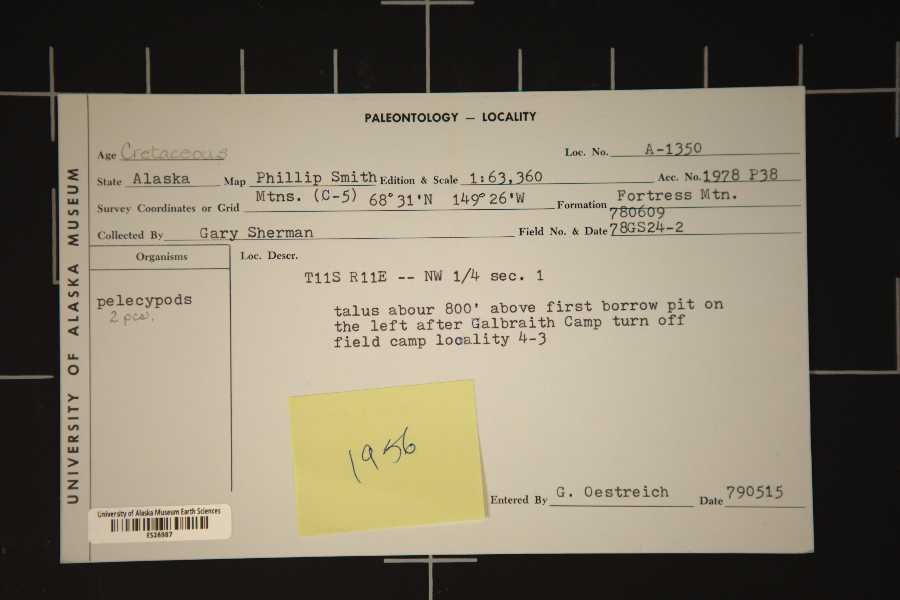 PALEONTOLOGY — LOCALITY
Age Cretaceous Loc. No. A-1350
State Alaska Map Phillip Smith Edition & Scale 1:63,360 Acc. No. 1978 P38
Mtns. (C-5) 68°31'N 149°26'W Fortress Mtn.
Survey Coordinates or Grid Formation
780609
Collected By Gary Sherman Field No. & Date 78GS24-2
Organisms Loc. Descr.
T11S R11E -- NW 1/4 sec. 1
pelecypods
2 pcs.
talus abour 800' above first borrow pit on
the left after Galbraith Camp turn off
field camp locality 4-3
1956
Entered By G. Oestreich Date 790515
University of Alaska Museum Earth Sciences
ES26987
UNIVERSITY OF ALASKA MUSEUM